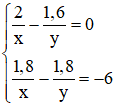 2/x − 1,6/y = 0
1,8/x − 1,8/y = −6